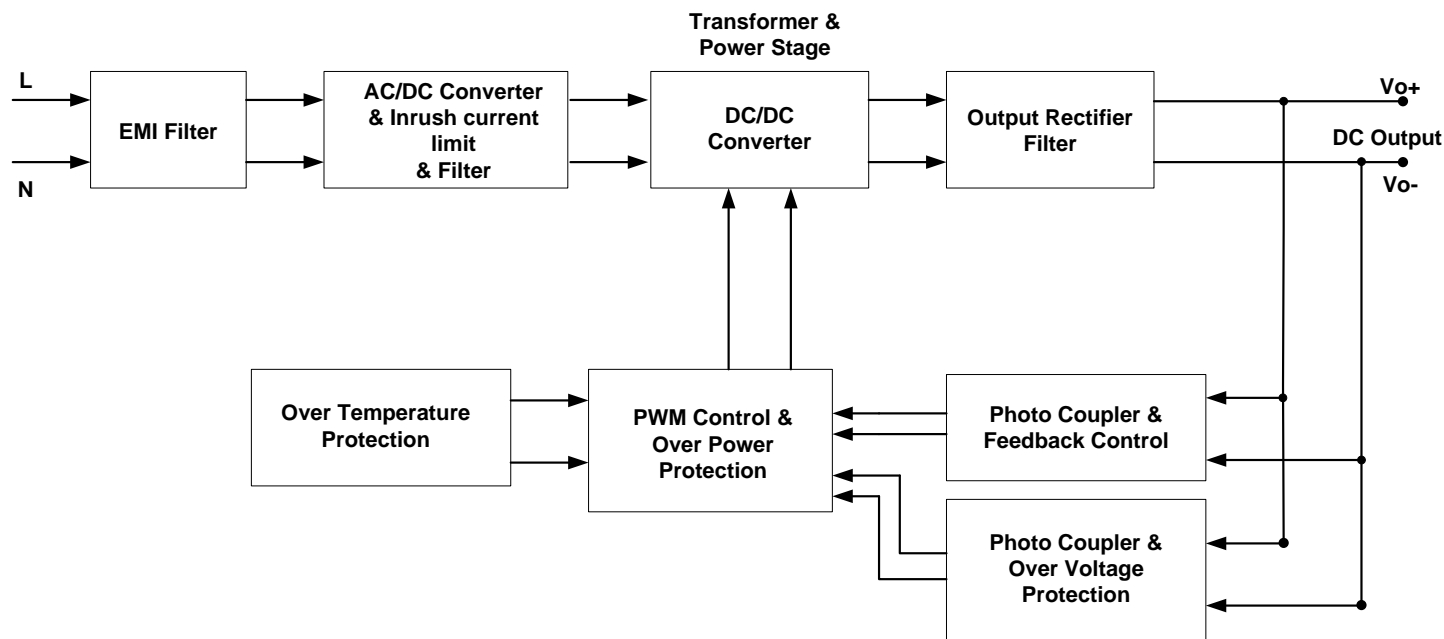 Transformer &
Power Stage
L
N
EMI Filter
AC/DC Converter
& Inrush current
limit
& Filter
DC/DC
Converter
Output Rectifier
Filter
Vo+
DC Output
Vo-
Over Temperature
Protection
PWM Control &
Over Power
Protection
Photo Coupler &
Feedback Control
Photo Coupler &
Over Voltage
Protection